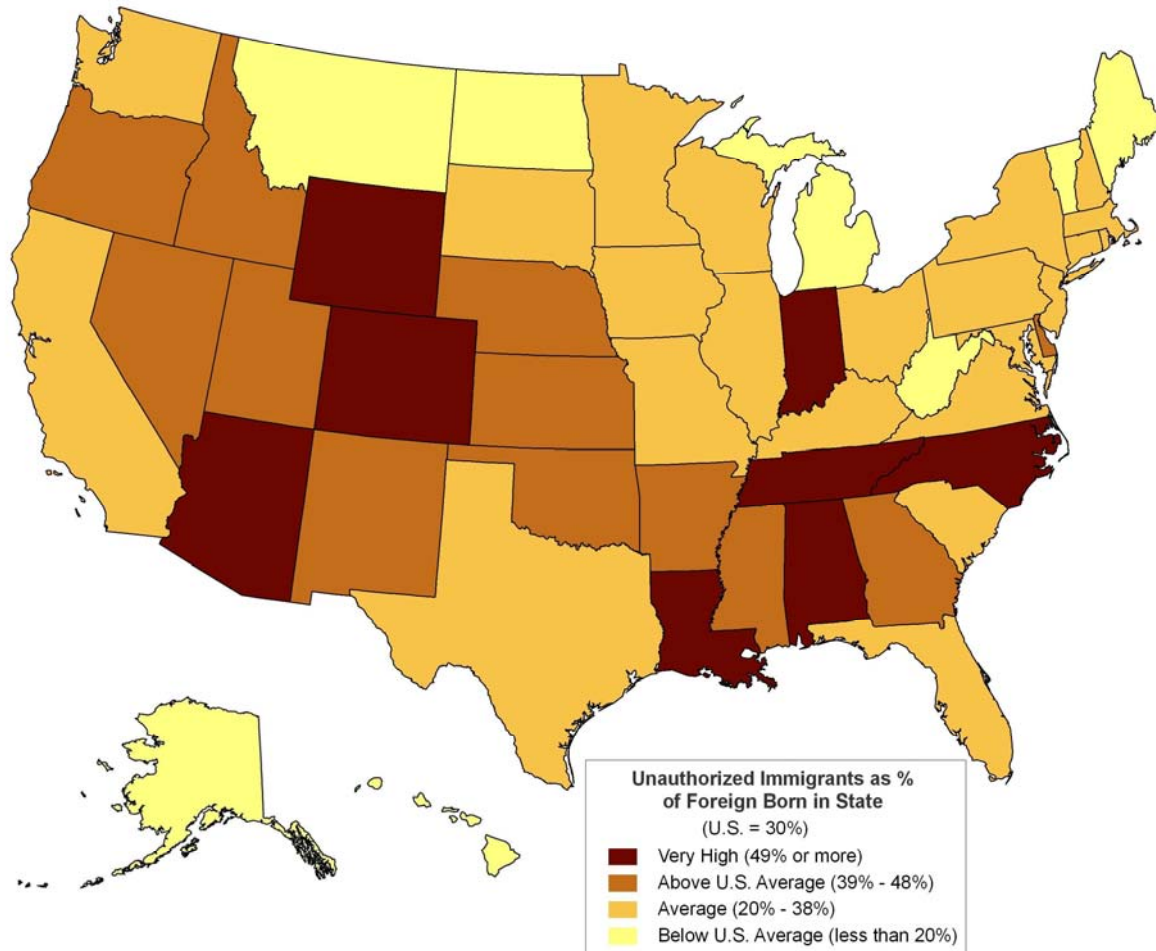 Unauthorized Immigrants as %
of Foreign Born in State
(U.S. = 30%)
Very High (49% or more)
Above U.S. Average (39% - 48%)
Average (20% - 38%)
Below U.S. Average (less than 20%)